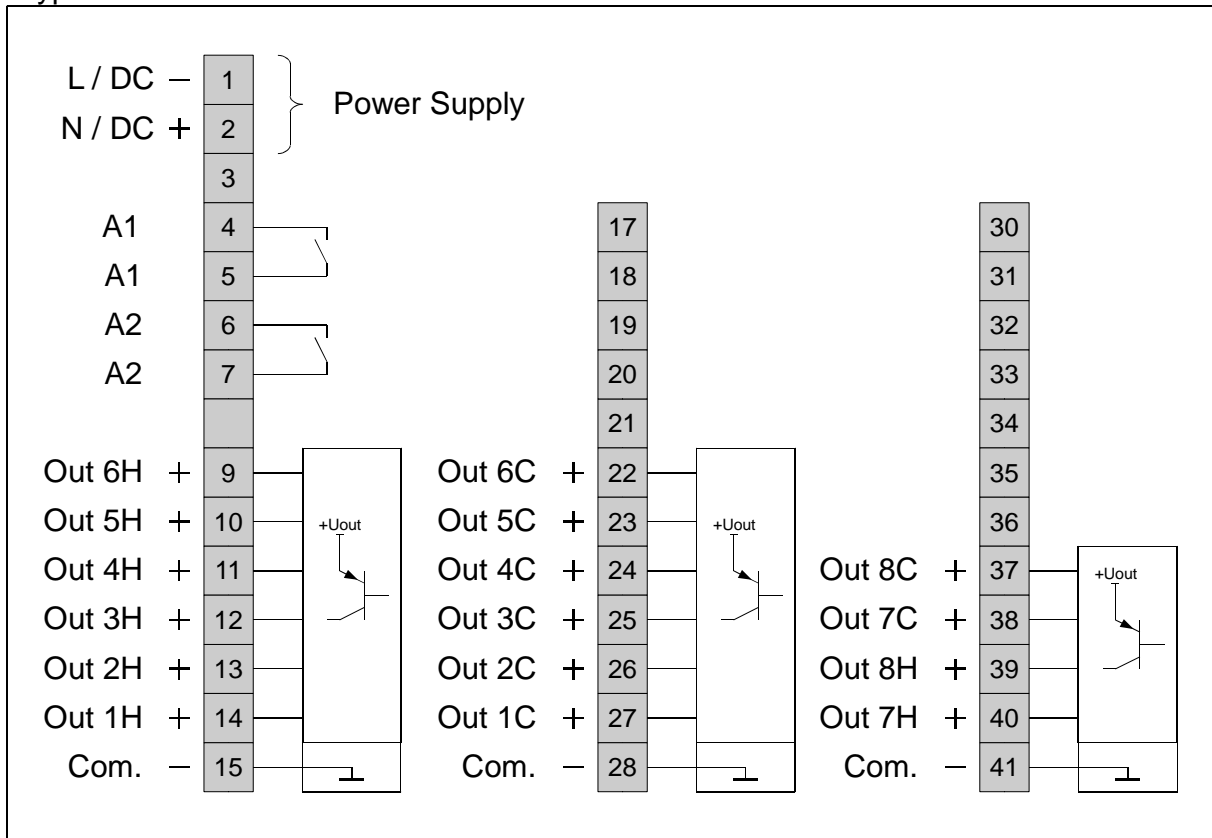 L / DC – 1
N / DC + 2
Power Supply
3
A1 4
A1 5
A2 6
A2 7
Out 6H + 9
Out 5H + 10
Out 4H + 11
Out 3H + 12
Out 2H + 13
Out 1H + 14
Com. – 15
+Uout
17
18
19
20
21
Out 6C + 22
Out 5C + 23
Out 4C + 24
Out 3C + 25
Out 2C + 26
Out 1C + 27
Com. – 28
+Uout
30
31
32
33
34
35
36
Out 8C + 37
Out 7C + 38
Out 8H + 39
Out 7H + 40
Com. – 41
+Uout